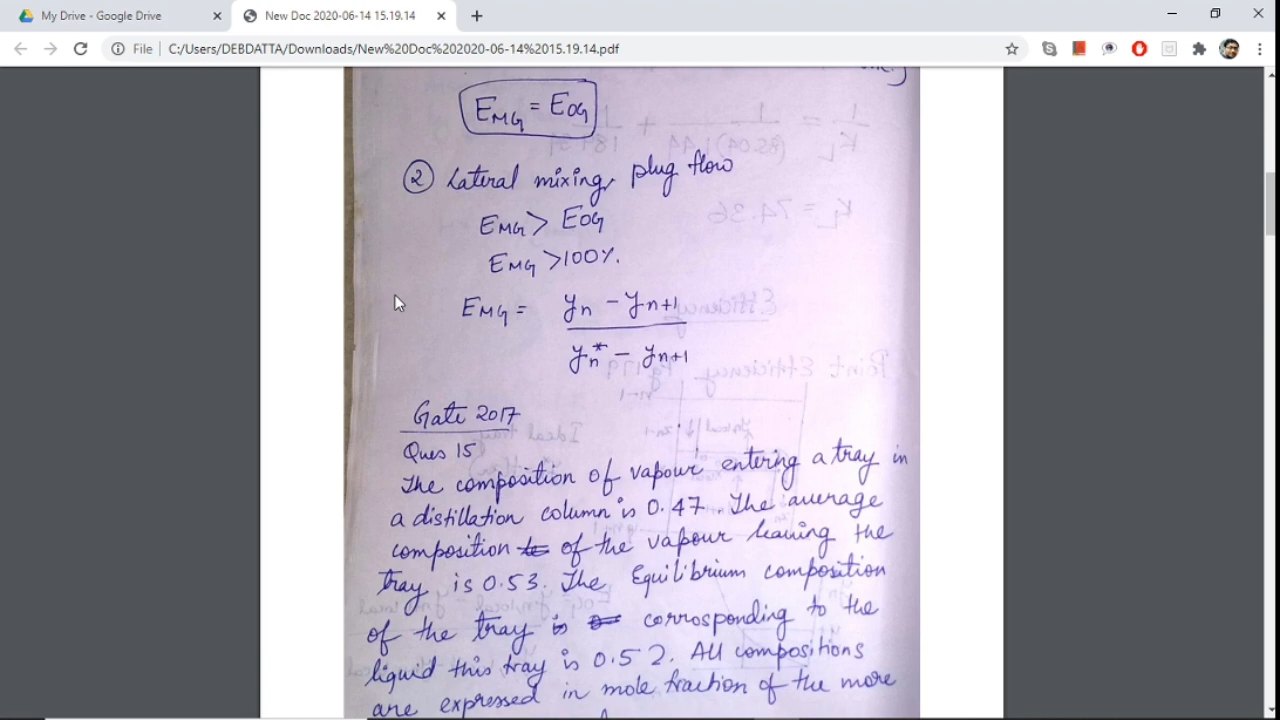 My Drive - Google Drive
New Doc 2020-06-14 15.19.14
File
C:/Users/DEBDATTA/Downloads/New%20Doc%202020-06-14%2015.19.14.pdf
EMG = EOG
② Lateral mixing, plug flow
EMG > EOG
EMG > 100%.
EMG = yn - yn+1
yn* - yn+1
Gate 2017
Ques 15
The composition of vapour entering a tray in
a distillation column is 0.47. The average
composition of the vapour leaving the
tray is 0.53. The Equilibrium composition
of the tray corrosponding to the
liquid this tray is 0.52. All compositions
are expressed in mole fraction of the more